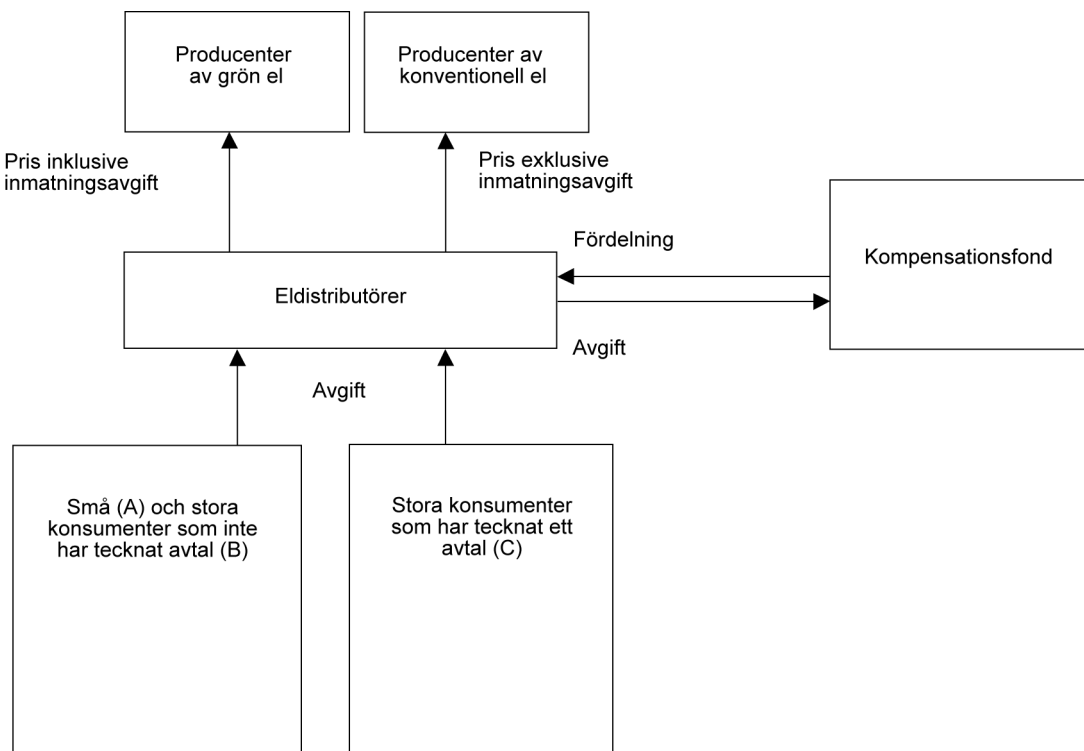 Producenter
av grön el
Producenter av
konventionell el
Pris inklusive
inmatningsavgift
Pris exklusive
inmatningsavgift
Fördelning
Kompensationsfond
Eldistributörer
Avgift
Avgift
Små (A) och stora
konsumenter som inte
har tecknat avtal (B)
Stora konsumenter
som har tecknat ett
avtal (C)